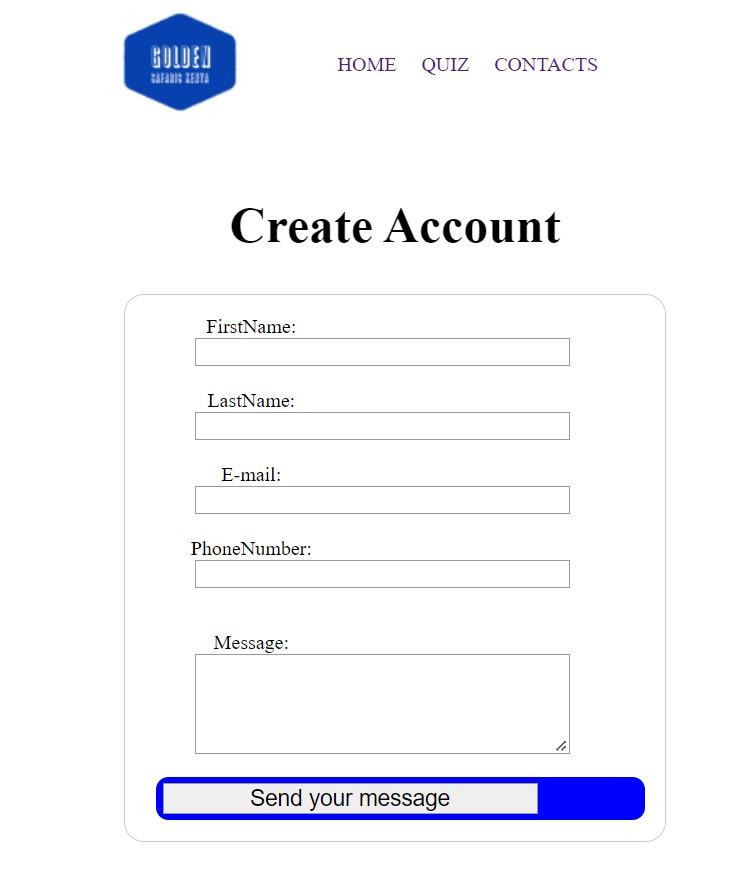 GOLDEN
SAFARIS KENYA
HOME QUIZ CONTACTS
Create Account
FirstName:
LastName:
E-mail:
PhoneNumber:
Message:
Send your message